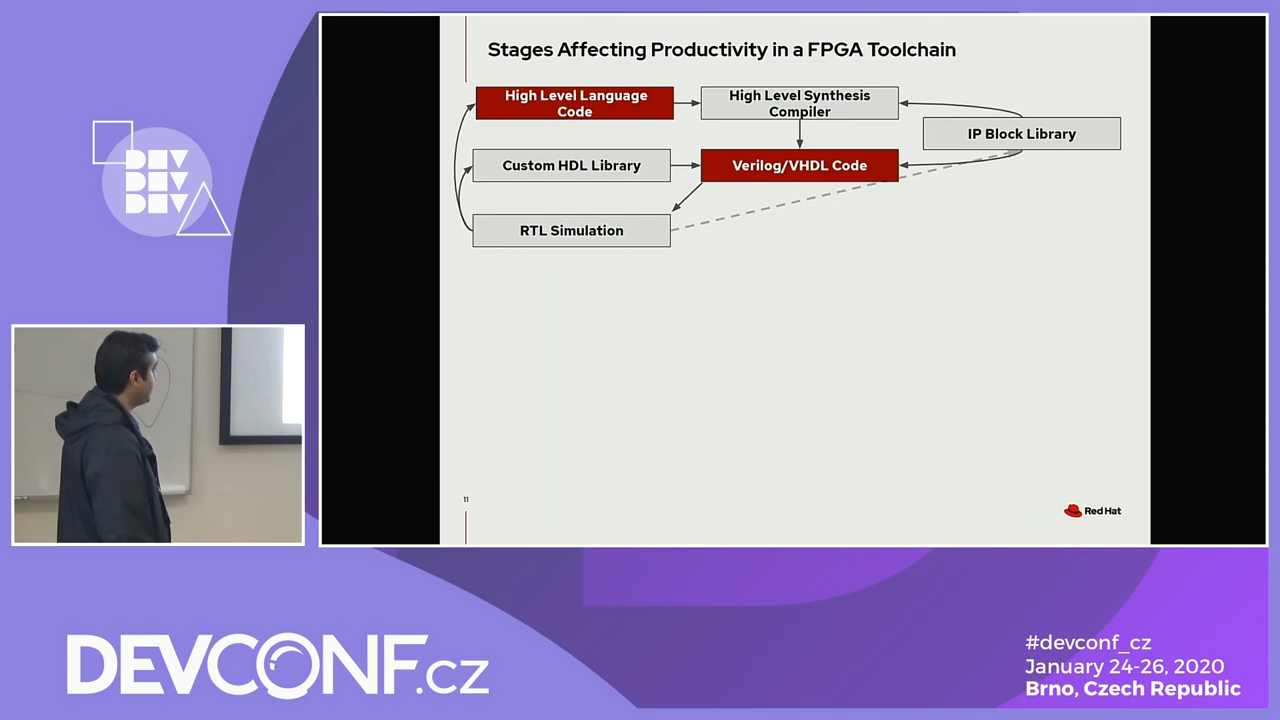 Stages Affecting Productivity in a FPGA Toolchain
High Level Language
Code
High Level Synthesis
Compiler
IP Block Library
Custom HDL Library
Verilog/VHDL Code
RTL Simulation
11
Red Hat
DEV
DEV
DEV
DEVCONF.cz
#devconf_cz
January 24-26, 2020
Brno, Czech Republic